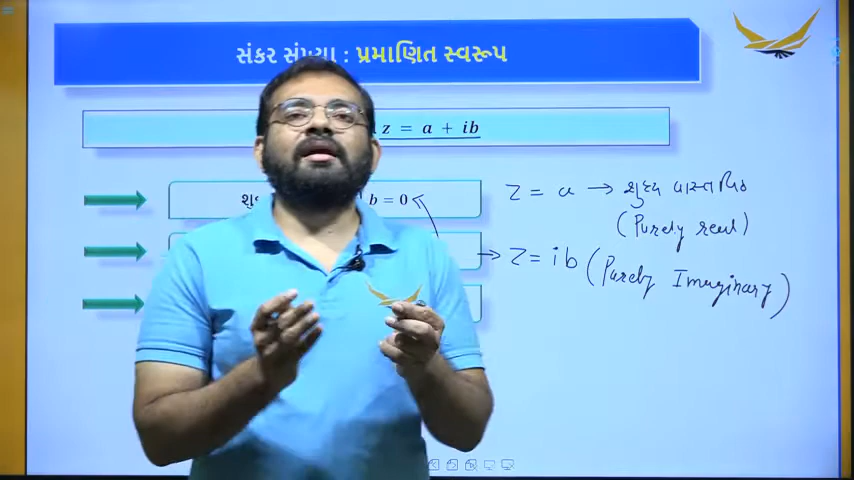 સંકર સંખ્યા : પ્રમાણિત સ્વરૂપ
z = a + ib
b = 0
z = a → શુદ્ધ વાસ્તવિક
(Purely real)
→ z = ib (Purely Imaginary)